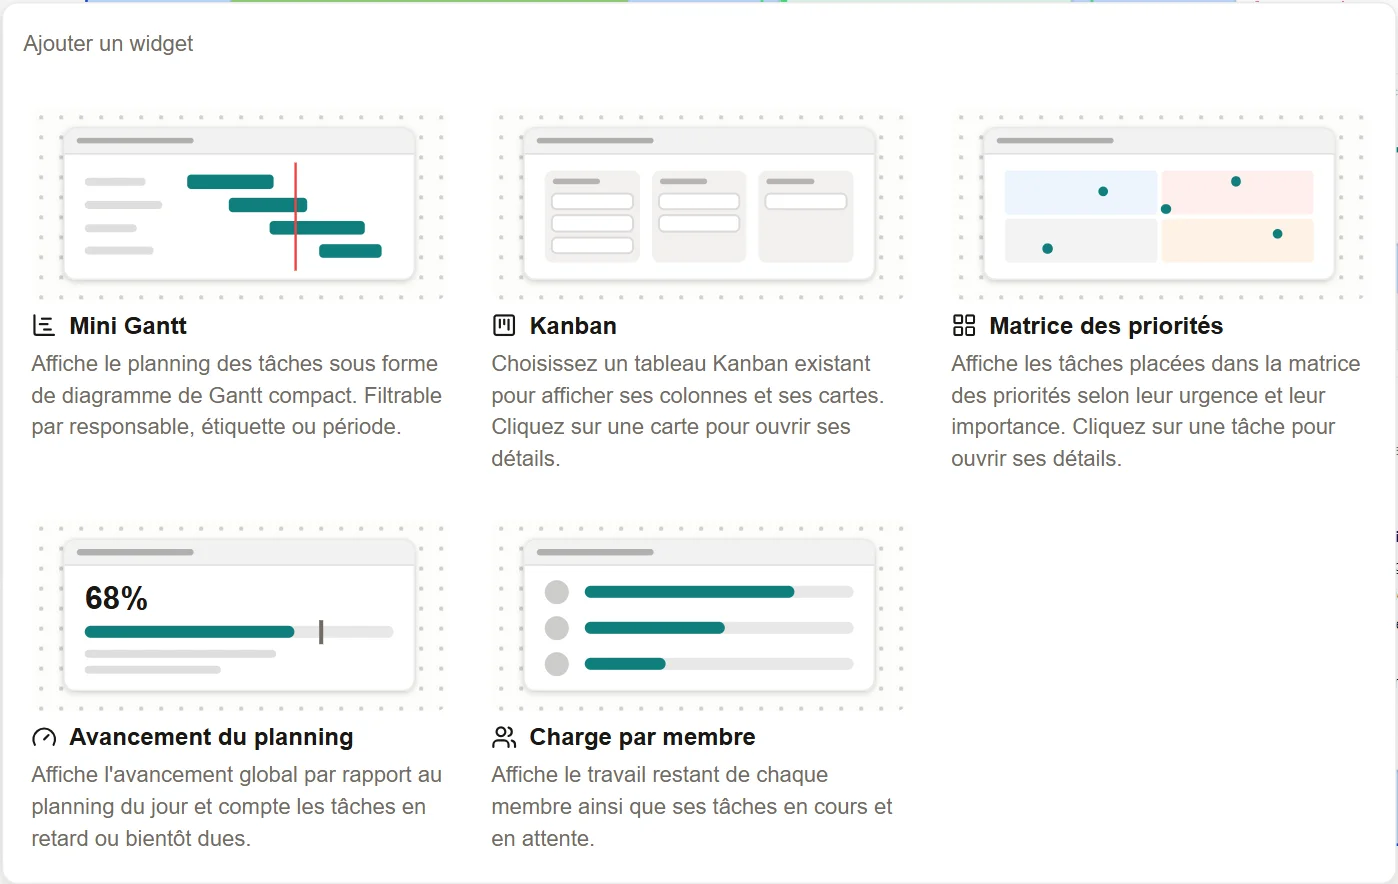 Ajouter un widget
Mini Gantt
Affiche le planning des tâches sous forme
de diagramme de Gantt compact. Filtrable
par responsable, étiquette ou période.
Kanban
Choisissez un tableau Kanban existant
pour afficher ses colonnes et ses cartes.
Cliquez sur une carte pour ouvrir ses
détails.
Matrice des priorités
Affiche les tâches placées dans la matrice
des priorités selon leur urgence et leur
importance. Cliquez sur une tâche pour
ouvrir ses détails.
68%
Avancement du planning
Affiche l'avancement global par rapport au
planning du jour et compte les tâches en
retard ou bientôt dues.
Charge par membre
Affiche le travail restant de chaque
membre ainsi que ses tâches en cours et
en attente.